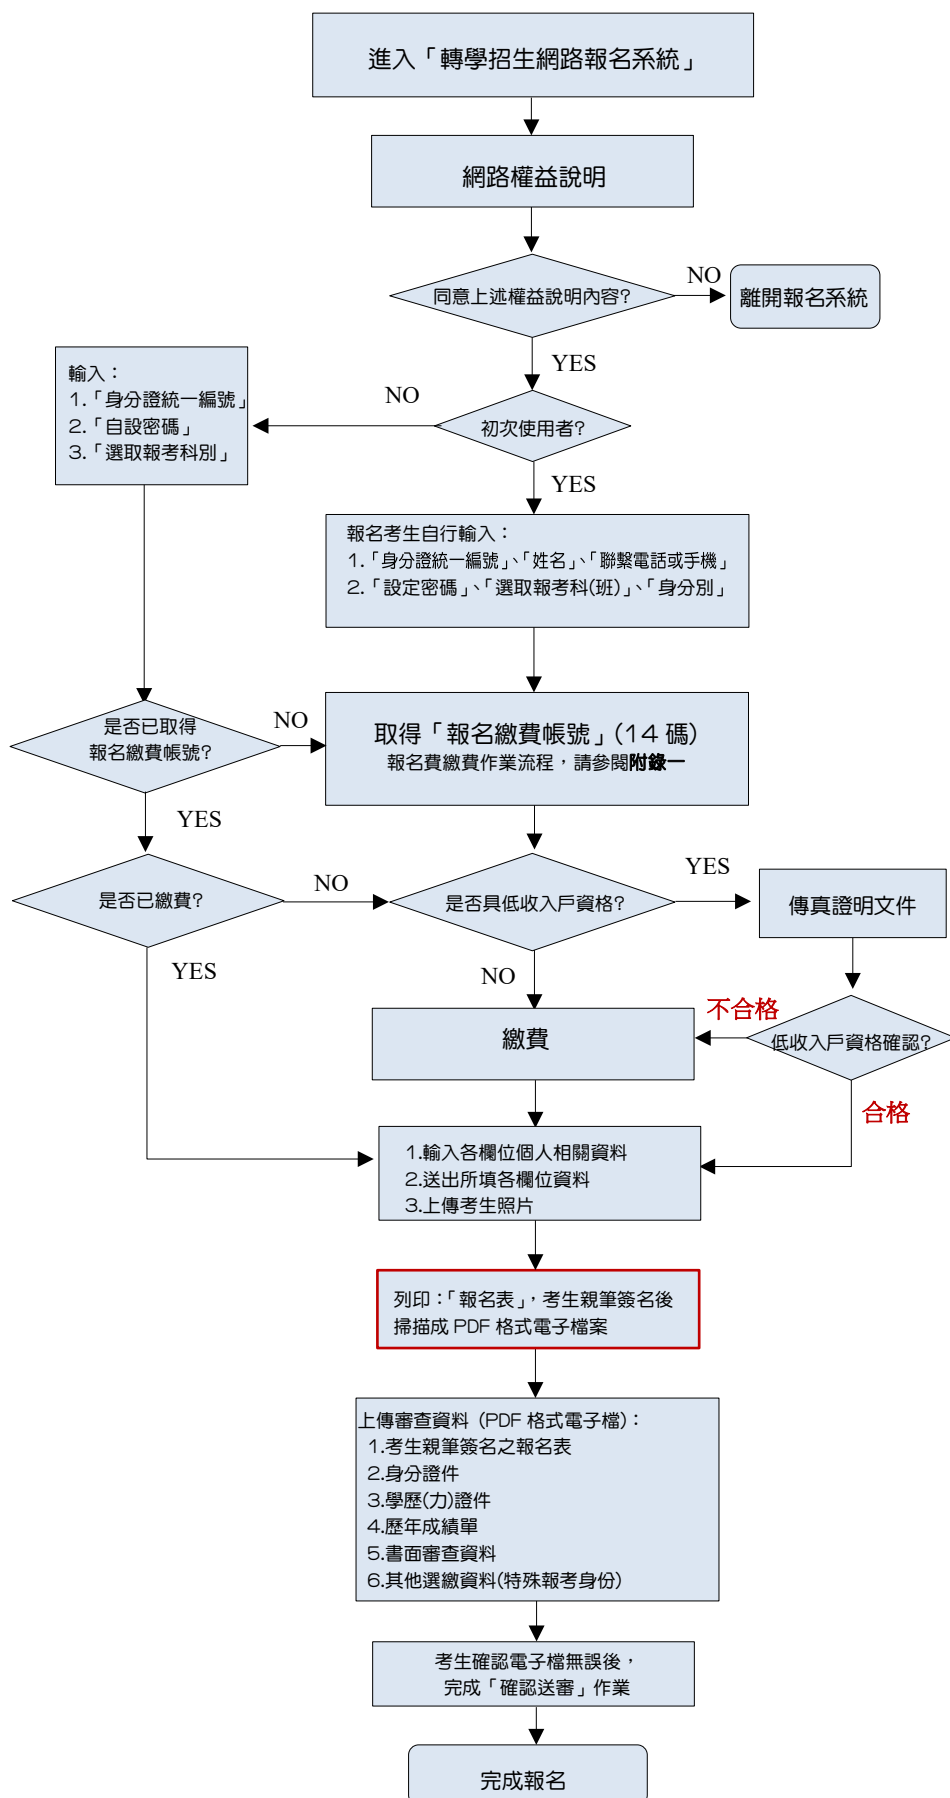 進入「轉學招生網路報名系統」
網路權益說明
同意上述權益說明內容?
NO
離開報名系統
YES
初次使用者?
NO
輸入：
1.「身分證統一編號」
2.「自設密碼」
3.「選取報考科別」
YES
報名考生自行輸入：
1.「身分證統一編號」、「姓名」、「聯繫電話或手機」
2.「設定密碼」、「選取報考科(班)」、「身分別」
是否已取得
報名繳費帳號?
NO
取得「報名繳費帳號」(14 碼)
報名費繳費作業流程，請參閱附錄一
YES
是否已繳費?
NO
是否具低收入戶資格?
YES
傳真證明文件
YES
NO
繳費
不合格
低收入戶資格確認?
合格
1.輸入各欄位個人相關資料
2.送出所填各欄位資料
3.上傳考生照片
列印：「報名表」，考生親筆簽名後
掃描成 PDF 格式電子檔案
上傳審查資料 (PDF 格式電子檔)：
1.考生親筆簽名之報名表
2.身分證件
3.學歷(力)證件
4.歷年成績單
5.書面審查資料
6.其他選繳資料(特殊報考身份)
考生確認電子檔無誤後，
完成「確認送審」作業
完成報名